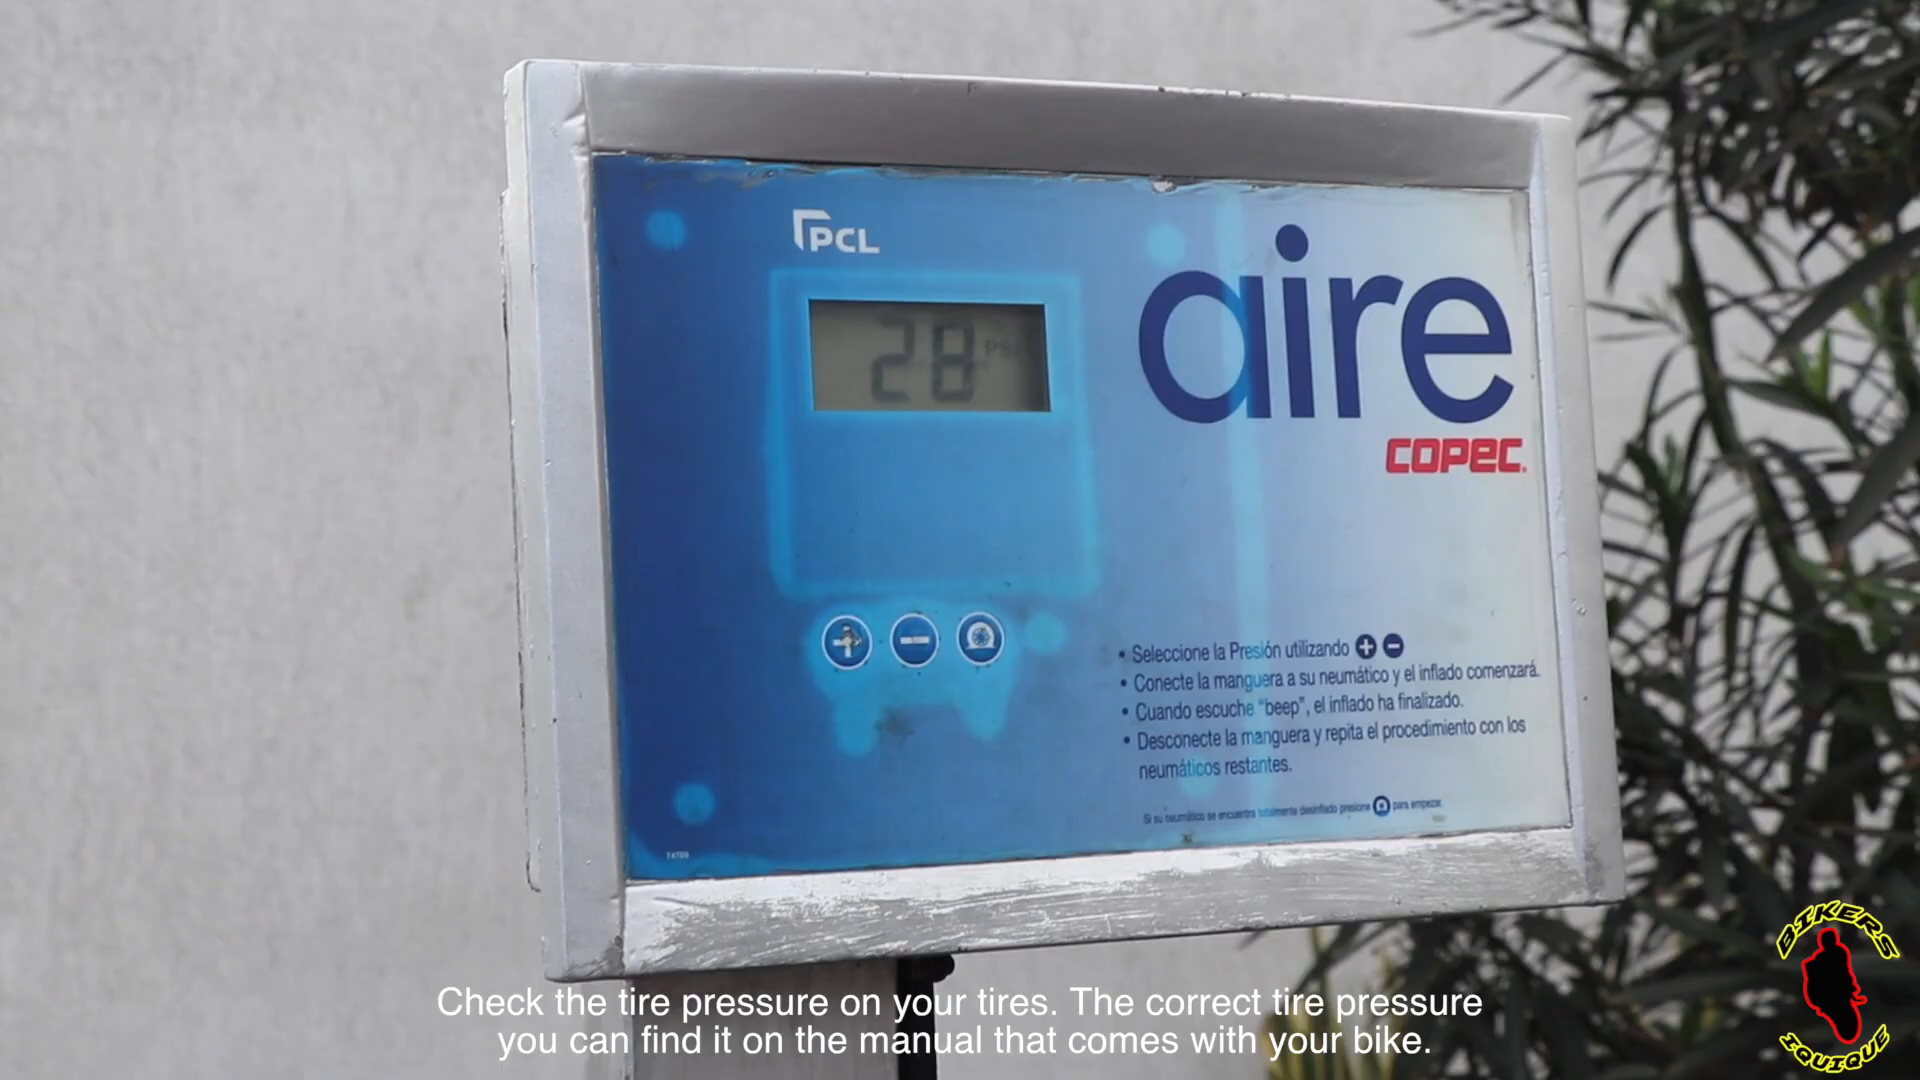 PCL
28 PSI
aire
COPEC
• Seleccione la Presión utilizando + -
• Conecte la manguera a su neumático y el inflado comenzará.
• Cuando escuche "beep", el inflado ha finalizado.
• Desconecte la manguera y repita el procedimiento con los
neumáticos restantes.
Si su neumático se encuentra totalmente desinflado presione para empezar.
T4709
Check the tire pressure on your tires. The correct tire pressure
you can find it on the manual that comes with your bike.
BIKERS
IQUIQUE